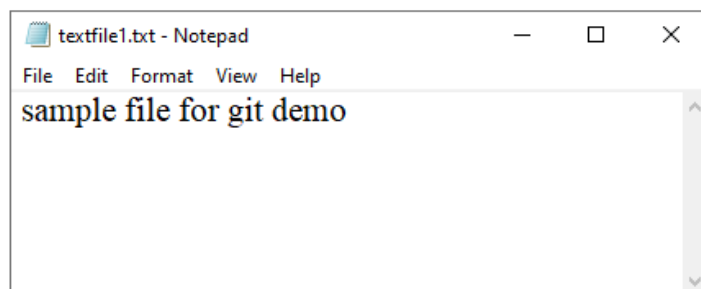 textfile1.txt - Notepad
File Edit Format View Help
sample file for git demo